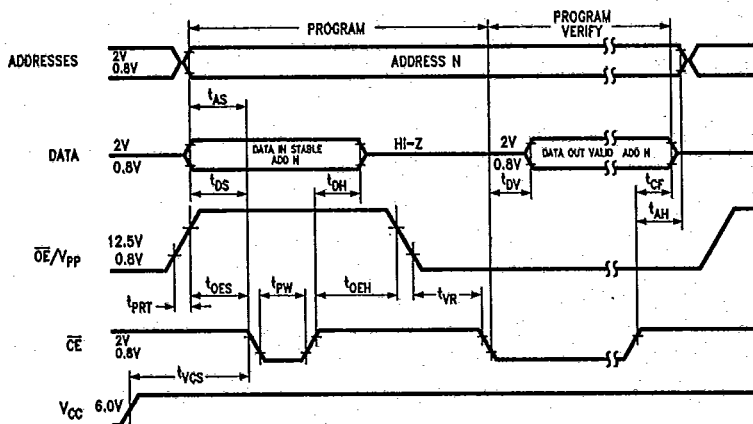 PROGRAM
PROGRAM VERIFY
ADDRESSES
2V
0.8V
ADDRESS N
tAS
DATA
2V
0.8V
DATA IN STABLE
ADD N
HI-Z
2V
0.8V
DATA OUT VALID ADD N
tDS
tDH
tDV
tCF
tAH
OE/VPP
12.5V
0.8V
tPRT
tOES
tPW
tOEH
tVR
CE
2V
0.8V
tVCS
VCC
6.0V